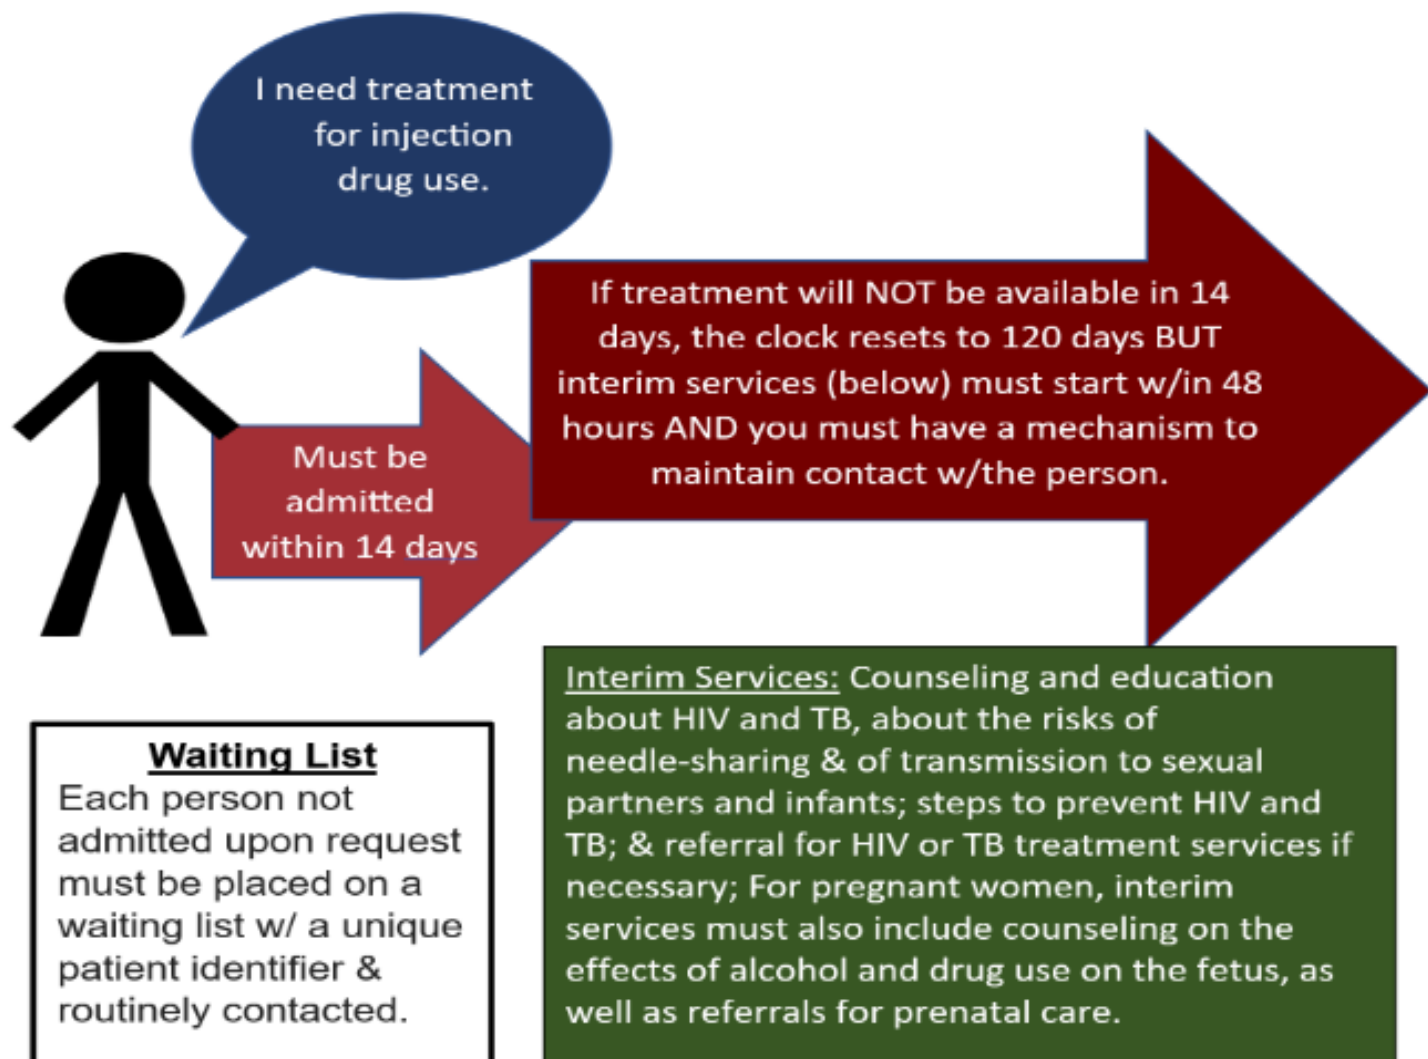 I need treatment
for injection
drug use.
Must be
admitted
within 14 days
If treatment will NOT be available in 14
days, the clock resets to 120 days BUT
interim services (below) must start w/in 48
hours AND you must have a mechanism to
maintain contact w/the person.
Waiting List
Each person not
admitted upon request
must be placed on a
waiting list w/ a unique
patient identifier &
routinely contacted.
Interim Services: Counseling and education
about HIV and TB, about the risks of
needle-sharing & of transmission to sexual
partners and infants; steps to prevent HIV and
TB; & referral for HIV or TB treatment services if
necessary; For pregnant women, interim
services must also include counseling on the
effects of alcohol and drug use on the fetus, as
well as referrals for prenatal care.